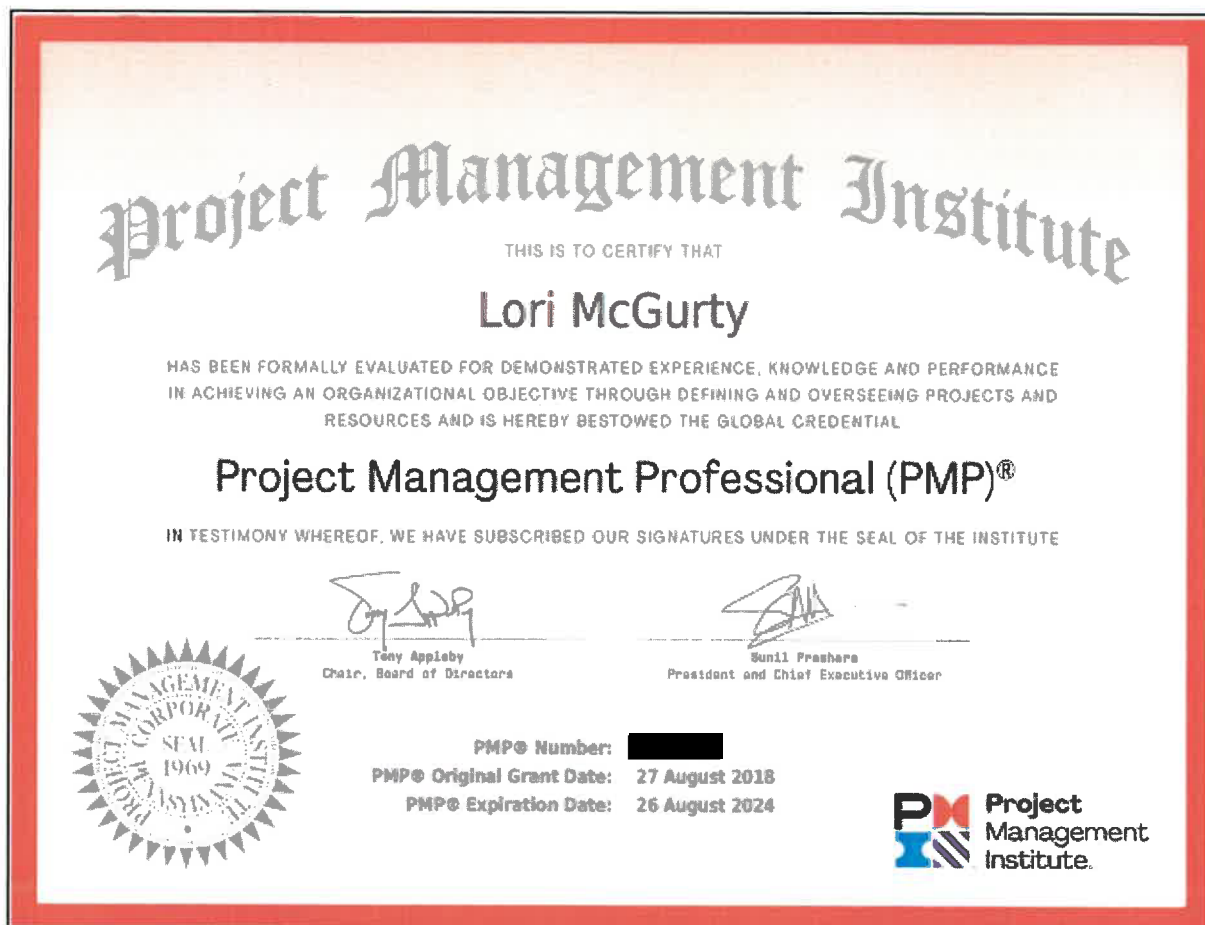 Project Management Institute
THIS IS TO CERTIFY THAT
Lori McGurty
HAS BEEN FORMALLY EVALUATED FOR DEMONSTRATED EXPERIENCE, KNOWLEDGE AND PERFORMANCE
IN ACHIEVING AN ORGANIZATIONAL OBJECTIVE THROUGH DEFINING AND OVERSEEING PROJECTS AND
RESOURCES AND IS HEREBY BESTOWED THE GLOBAL CREDENTIAL
Project Management Professional (PMP)®
IN TESTIMONY WHEREOF, WE HAVE SUBSCRIBED OUR SIGNATURES UNDER THE SEAL OF THE INSTITUTE
Tony Appleby
Chair, Board of Directors
Sunil Prashara
President and Chief Executive Officer
PROJECT MANAGEMENT INSTITUTE
CORPORATE
SEAL
1969
PMP® Number:
PMP® Original Grant Date: 27 August 2018
PMP® Expiration Date: 26 August 2024
PMI
Project
Management
Institute.